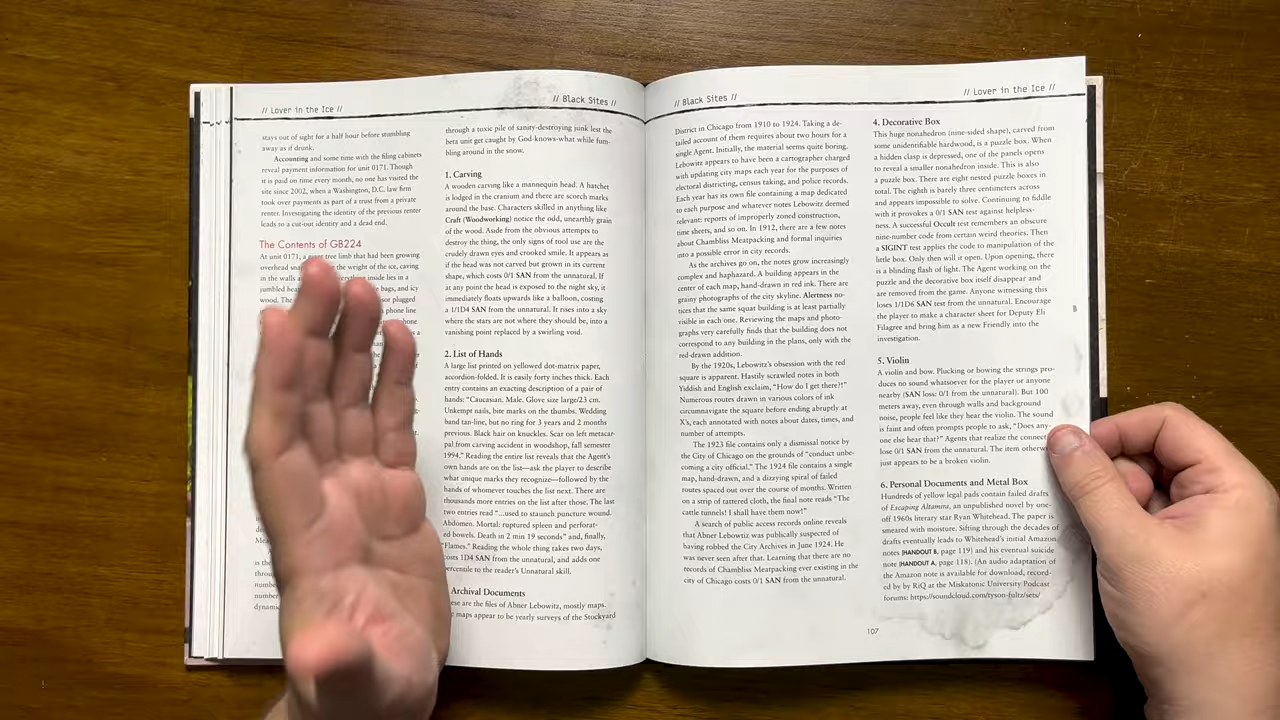 // Lover in the Ice //
stays out of sight for a half hour before stumbling
away as if drunk.
Accounting and some time with the filing cabinets
reveal payment information for unit 0171. Though
it is paid on time every month, no one has visited the
site since 2002, when a Washington, D.C. law firm
took over payments as part of a trust from a private
renter. Investigating the identity of the previous renter
leads to a cut-out identity and a dead end.
The Contents of GB224
At unit 0171, a tree limb that had been growing
overhead the weight of the ice, caving
in the walls inside lies in a
jumbled bags, and icy
wood. The plugged
phone line
// Black Sites //
through a toxic pile of sanity-destroying junk lest the
beta unit get caught by God-knows-what while fum-
bling around in the snow.
1. Carving
A wooden carving like a mannequin head. A hatchet
is lodged in the cranium and there are scorch marks
around the base. Characters skilled in anything like
Craft (Woodworking) notice the odd, unearthly grain
of the wood. Aude from the obvious attempts to
destroy the thing, the only signs of tool use are the
crudely drawn eyes and crooked smile. It appears as
if the head was not carved but grown in its current
shape, which costs 0/1 SAN from the unnatural. If
at any point the head is exposed to the night sky, it
immediately floats upwards like a balloon, costing
a 1/1D4 SAN from the unnatural. It rises into a sky
where the stars are not where they should be, into a
vanishing point replaced by a swirling void.
2. List of Hands
A large list printed on yellowed dot-matrix paper,
accordion-folded. It is easily forty inches thick. Each
entry contains an exacting description of a pair of
hands: "Caucasian. Male. Glove size large/23 cm.
Unkempt nails, bite marks on the thumbs. Wedding
band tan-line, but no ring for 3 years and 2 months
previous. Black hair on knuckles. Scar on left metacar-
pal from carving accident in woodshop, fall semester
1994." Reading the entire list reveals that the Agent's
own hands are on the list—ask the player to describe
what unique marks they recognize—followed by the
hands of whomever touches the list next. There are
thousands more entries on the list after those. The last
two entries read "...used to staunch puncture wound.
Abdomen. Mortal: ruptured spleen and perforat-
ed bowels. Death in 2 min 19 seconds" and, finally,
"Flames." Reading the whole thing takes two days,
costs 1D4 SAN from the unnatural, and adds one
percentile to the reader's Unnatural skill.
Archival Documents
are the files of Abner Lebowitz, mostly maps.
maps appear to be yearly surveys of the Stockyard
// Black Sites //
District in Chicago from 1910 to 1924. Taking a de-
tailed account of them requires about two hours for a
single Agent. Initially, the material seems quite boring.
Lebowitz appears to have been a cartographer charged
with updating city maps each year for the purposes of
electoral districting, census taking, and police records.
Each year has its own file containing a map dedicated
to each purpose and whatever notes Lebowitz deemed
relevant: reports of improperly zoned construction,
nine sheets, and so on. In 1912, there are a few notes
about Chambliss Meatpacking and formal inquiries
into a possible error in city records.
As the archives go on, the notes grow increasingly
complex and haphazard. A building appears in the
center of each map, hand-drawn in red ink. There are
grainy photographs of the city skyline. Alertness no-
tices that the same squat building is at least partially
visible in each one. Reviewing the maps and photo-
graphs very carefully finds that the building does not
correspond to any building in the plans, only with the
red-drawn addition.
By the 1920s, Lebowitz's obsession with the red
square is apparent. Hastily scrawled notes in both
Yiddish and English exclaim, "How do I get there?!"
Numerous routes drawn in various colors of ink
circumnavigate the square before ending abruptly at
X's, each annotated with notes about dates, times, and
number of attempts.
The 1923 file contains only a dismissal notice by
the City of Chicago on the grounds of "conduct unbe-
coming a city official." The 1924 file contains a single
map, hand-drawn, and a dizzying spiral of failed
routes spaced out over the course of months. Written
on a strip of tattered cloth, the final note reads "The
cattle tunnels! I shall have them now!"
A search of public access records online reveals
that Abner Lebowitz was publically suspected of
having robbed the City Archives in June 1924. He
was never seen after that. Learning that there are no
records of Chambliss Meatpacking ever existing in the
city of Chicago costs 0/1 SAN from the unnatural.
// Lover in the Ice //
4. Decorative Box
This huge nonahedron (nine-sided shape), carved from
some unidentifiable hardwood, is a puzzle box. When
a hidden clasp is depressed, one of the panels opens
to reveal a smaller nonahedron inside. This is also
a puzzle box. There are eight nested puzzle boxes in
total. The eighth is barely three centimeters across
and appears impossible to solve. Continuing to fiddle
with it provokes a 0/1 SAN test against helpless-
ness. A successful Occult test remembers an obscure
nine-number code from certain weird theories. Then
a SIGINT test applies the code to manipulation of the
little box. Only then will it open. Upon opening, there
is a blinding flash of light. The Agent working on the
puzzle and the decorative box itself disappear and
are removed from the game. Anyone witnessing this
loses 1/1D6 SAN test from the unnatural. Encourage
the player to make a character sheet for Deputy Eli
Filagree and bring him as a new Friendly into the
investigation.
5. Violin
A violin and bow. Plucking or bowing the strings pro-
duces no sound whatsoever for the player or anyone
nearby (SAN loss: 0/1 from the unnatural). But 100
meters away, even through walls and background
noise, people feel like they hear the violin. The sound
is faint and often prompts people to ask, "Does any-
one else hear that?" Agents that realize the
lose 0/1 SAN from the unnatural. The item
just appears to be a broken violin.
6. Personal Documents and Metal Box
Hundreds of yellow legal pads contain failed drafts
of Escaping Altamira, an unpublished novel by one-
off 1960s literary star Ryan Whitehead. The paper is
smeared with moisture. Sifting through the decades of
drafts eventually leads to Whitehead's initial Amazon
notes (HANDOUT B, page 119) and his eventual suicide
note (HANDOUT A, page 118). (An audio adaptation of
the Amazon note is available for download, record-
ed by by RiQ at the Miskatonic University Podcast
forums: https://soundcloud.com/tyson-fultz/sets/
107